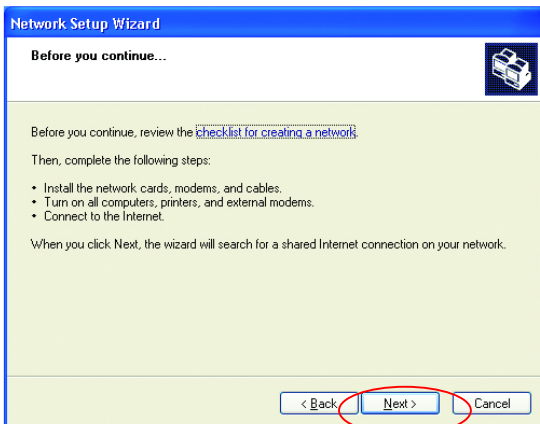 Network Setup Wizard
Before you continue...
Before you continue, review the checklist for creating a network.
Then, complete the following steps:
• Install the network cards, modems, and cables.
• Turn on all computers, printers, and external modems.
• Connect to the Internet.
When you click Next, the wizard will search for a shared Internet connection on your network.
< Back Next > Cancel